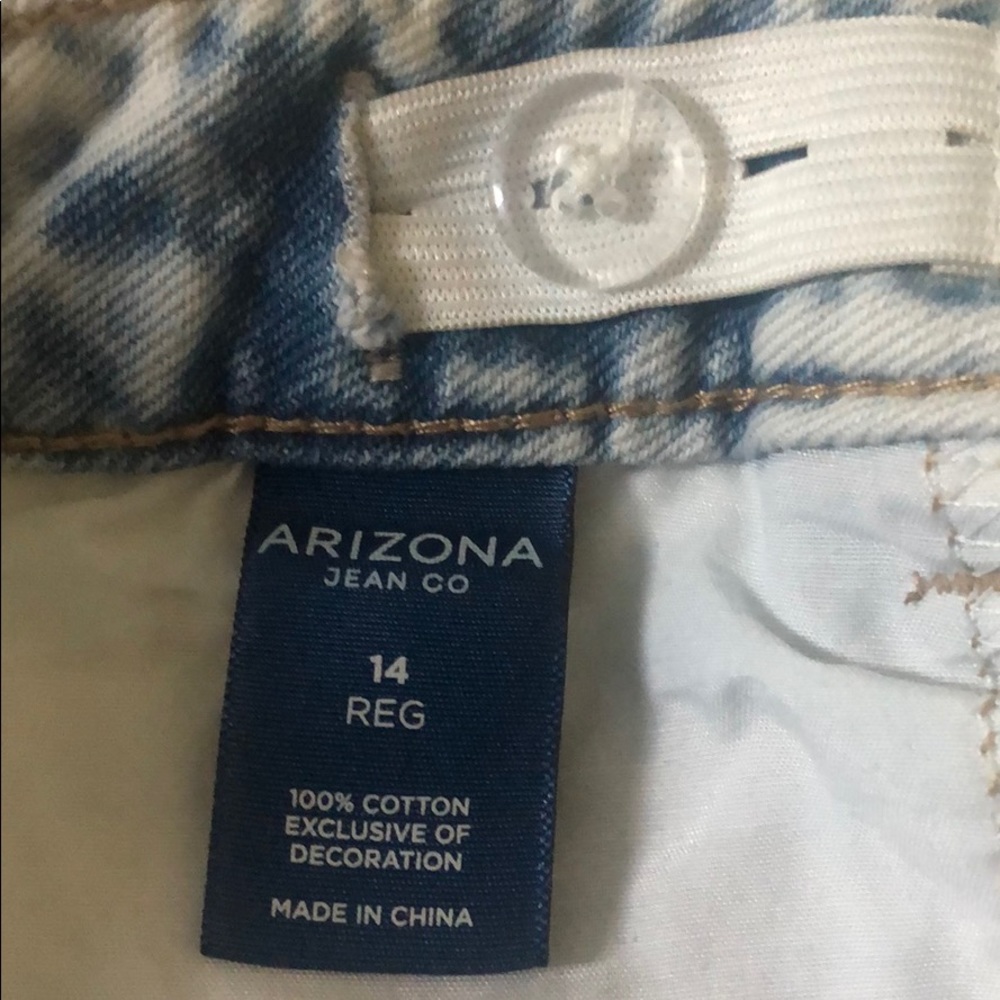 ARIZONA
JEAN CO
14
REG
100% COTTON
EXCLUSIVE OF
DECORATION
MADE IN CHINA